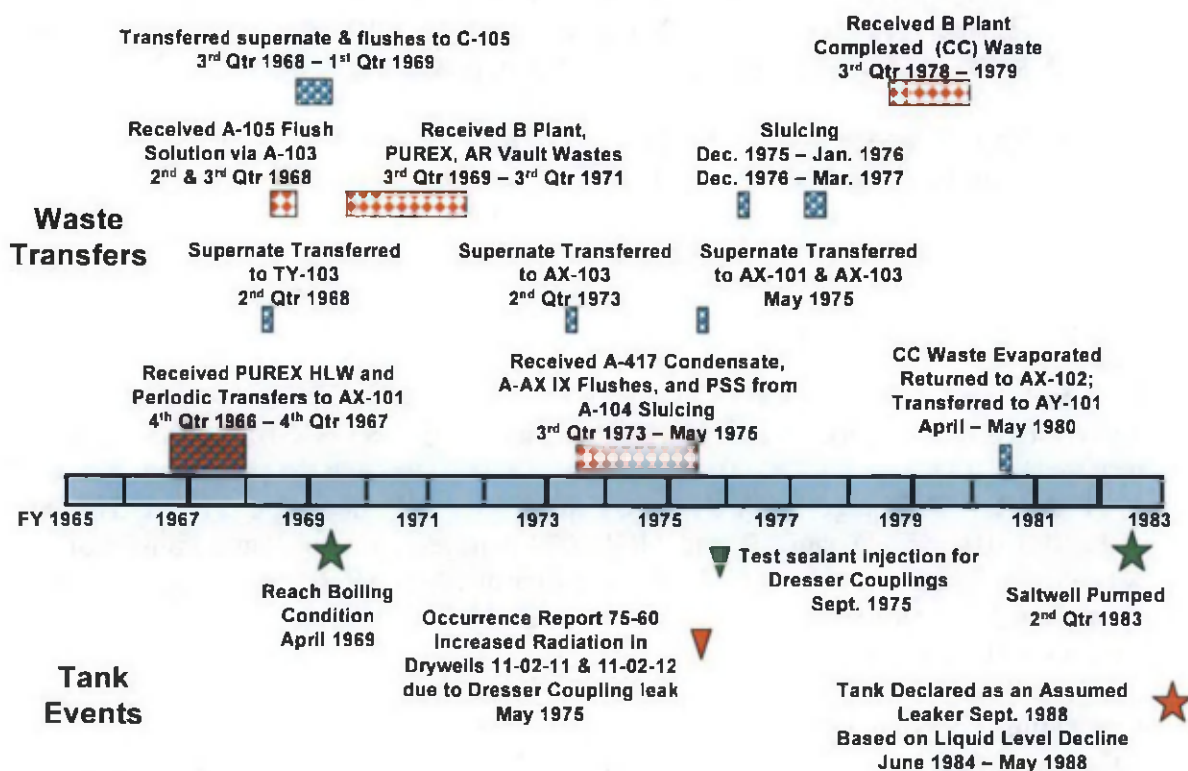 Transferred supernate & flushes to C-105
3rd Qtr 1968 – 1st Qtr 1969
Received B Plant
Complexed (CC) Waste
3rd Qtr 1978 – 1979
Received A-105 Flush
Solution via A-103
2nd & 3rd Qtr 1968
Received B Plant,
PUREX, AR Vault Wastes
3rd Qtr 1969 – 3rd Qtr 1971
Sluicing
Dec. 1975 – Jan. 1976
Dec. 1976 – Mar. 1977
Waste
Transfers
Supernate Transferred
to TY-103
2nd Qtr 1968
Supernate Transferred
to AX-103
2nd Qtr 1973
Supernate Transferred
to AX-101 & AX-103
May 1975
Received PUREX HLW and
Periodic Transfers to AX-101
4th Qtr 1966 – 4th Qtr 1967
Received A-417 Condensate,
A-AX IX Flushes, and PSS from
A-104 Sluicing
3rd Qtr 1973 – May 1975
CC Waste Evaporated
Returned to AX-102;
Transferred to AY-101
April – May 1980
FY 1965 1967 1969 1971 1973 1975 1977 1979 1981 1983
Reach Boiling
Condition
April 1969
Test sealant injection for
Dresser Couplings
Sept. 1975
Saltwell Pumped
2nd Qtr 1983
Occurrence Report 75-60
Increased Radiation in
Drywells 11-02-11 & 11-02-12
due to Dresser Coupling leak
May 1975
Tank
Events
Tank Declared as an Assumed
Leaker Sept. 1988
Based on Liquid Level Decline
June 1984 – May 1988